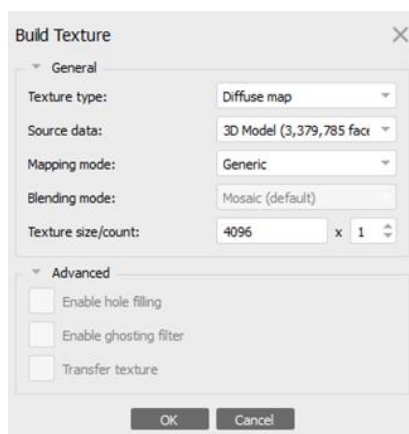 Build Texture
General
Texture type: Diffuse map
Source data: 3D Model (3,379,785 face
Mapping mode: Generic
Blending mode: Mosaic (default)
Texture size/count: 4096 x 1
Advanced
Enable hole filling
Enable ghosting filter
Transfer texture
OK Cancel